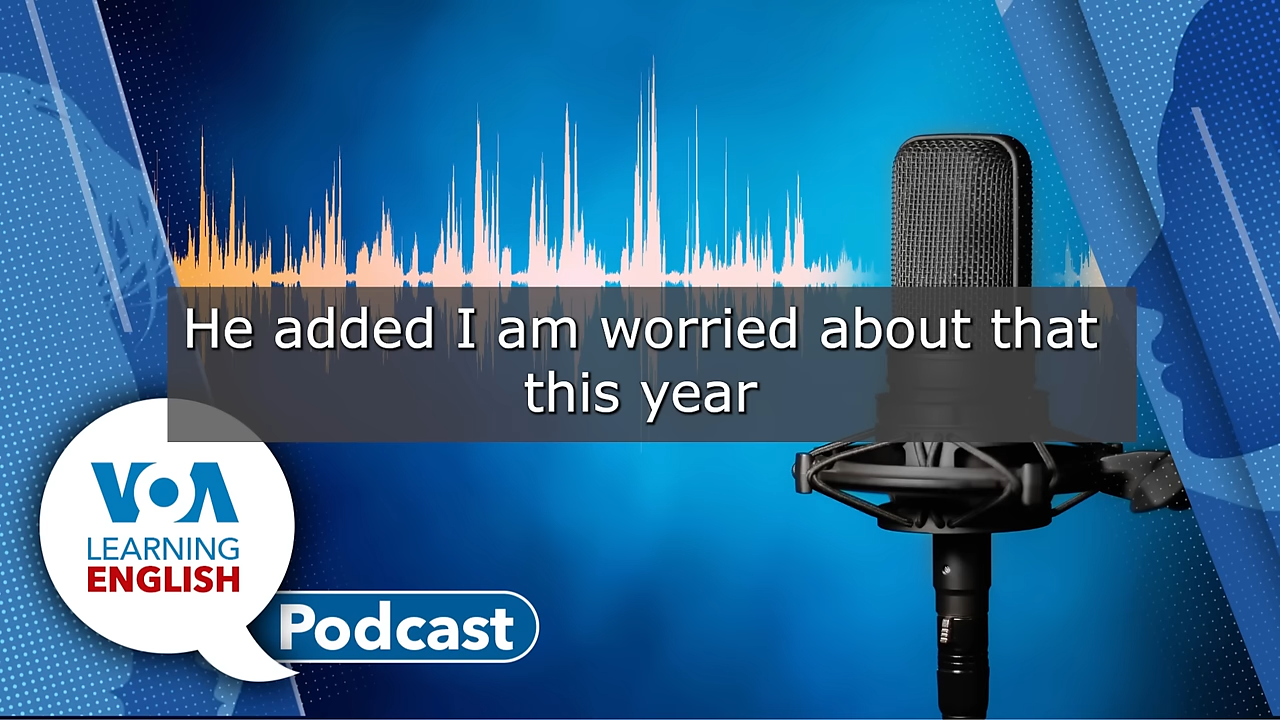 He added I am worried about that
this year
VOA
LEARNING
ENGLISH
Podcast